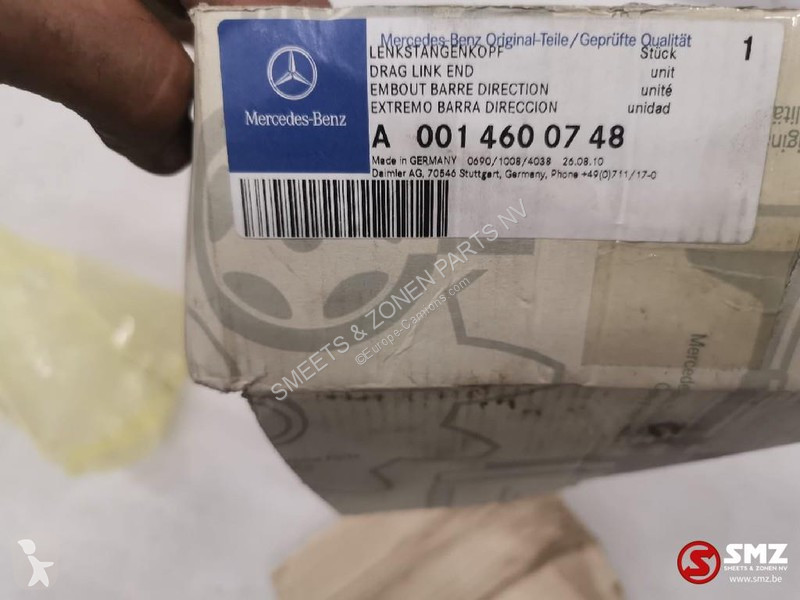 Mercedes-Benz Original-Teile/Geprüfte Qualität
LENKSTANGENKOPF Stück 1
DRAG LINK END unit
EMBOUT BARRE DIRECTION unité
EXTREMO BARRA DIRECCION unidad
Mercedes-Benz
A 001 460 07 48
Made in GERMANY 0690/1008/4038 26.08.10
Daimler AG, 70546 Stuttgart, Germany, Phone +49(0)711/17-0
SMEETS & ZONEN PARTS NV
©Europe-Camions.com
Mercedes
SMZ
SMEETS & ZONEN NV
www.smz.be